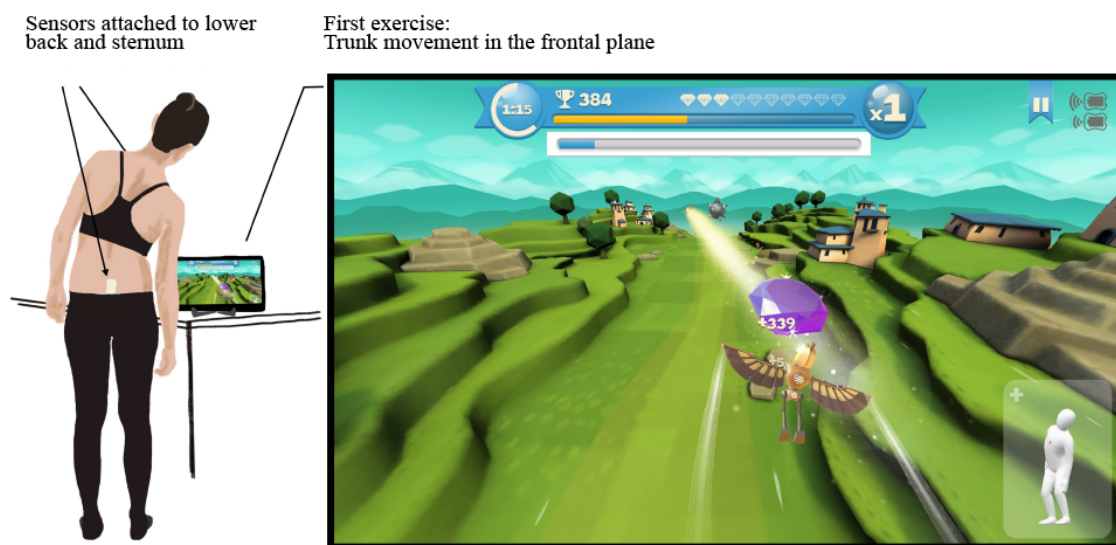 Sensors attached to lower
back and sternum
First exercise:
Trunk movement in the frontal plane
1:15
384
x1
+339
+5